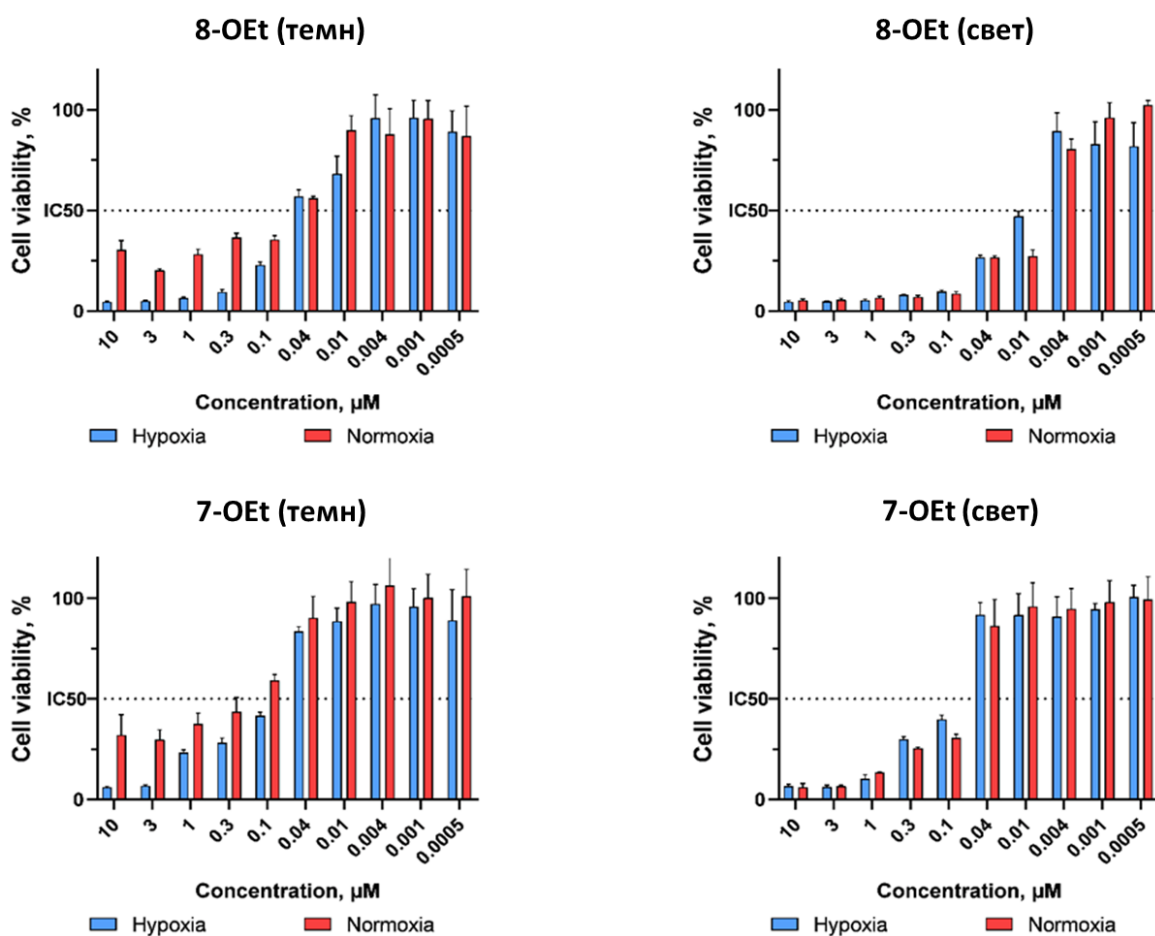 8-OEt (темн)
Cell viability, %
100
IC50
0
10 3 1 0.3 0.1 0.04 0.01 0.004 0.001 0.0005
Concentration, µM
Hypoxia Normoxia
8-OEt (свет)
Cell viability, %
100
IC50
0
10 3 1 0.3 0.1 0.04 0.01 0.004 0.001 0.0005
Concentration, µM
Hypoxia Normoxia
7-OEt (темн)
Cell viability, %
100
IC50
0
10 3 1 0.3 0.1 0.04 0.01 0.004 0.001 0.0005
Concentration, µM
Hypoxia Normoxia
7-OEt (свет)
Cell viability, %
100
IC50
0
10 3 1 0.3 0.1 0.04 0.01 0.004 0.001 0.0005
Concentration, µM
Hypoxia Normoxia